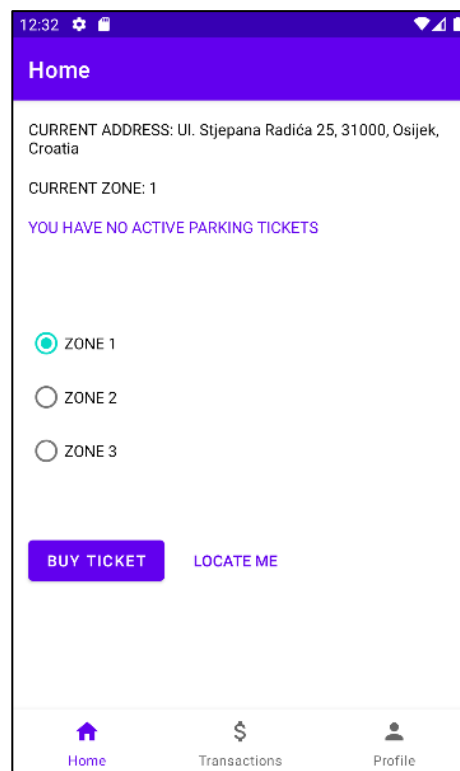 12:32
Home
CURRENT ADDRESS: Ul. Stjepana Radića 25, 31000, Osijek,
Croatia
CURRENT ZONE: 1
YOU HAVE NO ACTIVE PARKING TICKETS
ZONE 1
ZONE 2
ZONE 3
BUY TICKET LOCATE ME
Home Transactions Profile